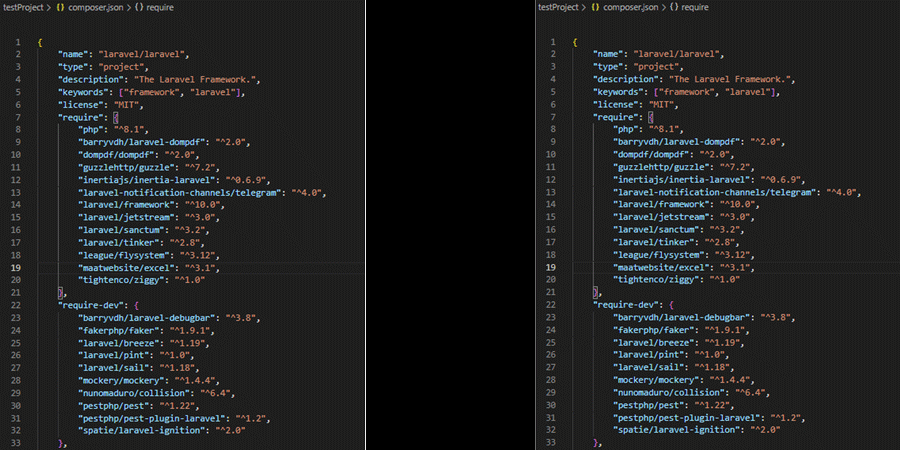 testProject > {} composer.json > {} require
1 {
2 "name": "laravel/laravel",
3 "type": "project",
4 "description": "The Laravel Framework.",
5 "keywords": ["framework", "laravel"],
6 "license": "MIT",
7 "require": {
8 "php": "^8.1",
9 "barryvdh/laravel-dompdf": "^2.0",
10 "dompdf/dompdf": "^2.0",
11 "guzzlehttp/guzzle": "^7.2",
12 "inertiajs/inertia-laravel": "^0.6.9",
13 "laravel-notification-channels/telegram": "^4.0",
14 "laravel/framework": "^10.0",
15 "laravel/jetstream": "^3.0",
16 "laravel/sanctum": "^3.2",
17 "laravel/tinker": "^2.8",
18 "league/flysystem": "^3.12",
19 "maatwebsite/excel": "^3.1",
20 "tightenco/ziggy": "^1.0"
21 },
22 "require-dev": {
23 "barryvdh/laravel-debugbar": "^3.8",
24 "fakerphp/faker": "^1.9.1",
25 "laravel/breeze": "^1.19",
26 "laravel/pint": "^1.0",
27 "laravel/sail": "^1.18",
28 "mockery/mockery": "^1.4.4",
29 "nunomaduro/collision": "^6.4",
30 "pestphp/pest": "^1.22",
31 "pestphp/pest-plugin-laravel": "^1.2",
32 "spatie/laravel-ignition": "^2.0"
33 },
testProject > {} composer.json > {} require
1 {
2 "name": "laravel/laravel",
3 "type": "project",
4 "description": "The Laravel Framework.",
5 "keywords": ["framework", "laravel"],
6 "license": "MIT",
7 "require": {
8 "php": "^8.1",
9 "barryvdh/laravel-dompdf": "^2.0",
10 "dompdf/dompdf": "^2.0",
11 "guzzlehttp/guzzle": "^7.2",
12 "inertiajs/inertia-laravel": "^0.6.9",
13 "laravel-notification-channels/telegram": "^4.0",
14 "laravel/framework": "^10.0",
15 "laravel/jetstream": "^3.0",
16 "laravel/sanctum": "^3.2",
17 "laravel/tinker": "^2.8",
18 "league/flysystem": "^3.12",
19 "maatwebsite/excel": "^3.1",
20 "tightenco/ziggy": "^1.0"
21 },
22 "require-dev": {
23 "barryvdh/laravel-debugbar": "^3.8",
24 "fakerphp/faker": "^1.9.1",
25 "laravel/breeze": "^1.19",
26 "laravel/pint": "^1.0",
27 "laravel/sail": "^1.18",
28 "mockery/mockery": "^1.4.4",
29 "nunomaduro/collision": "^6.4",
30 "pestphp/pest": "^1.22",
31 "pestphp/pest-plugin-laravel": "^1.2",
32 "spatie/laravel-ignition": "^2.0"
33 },